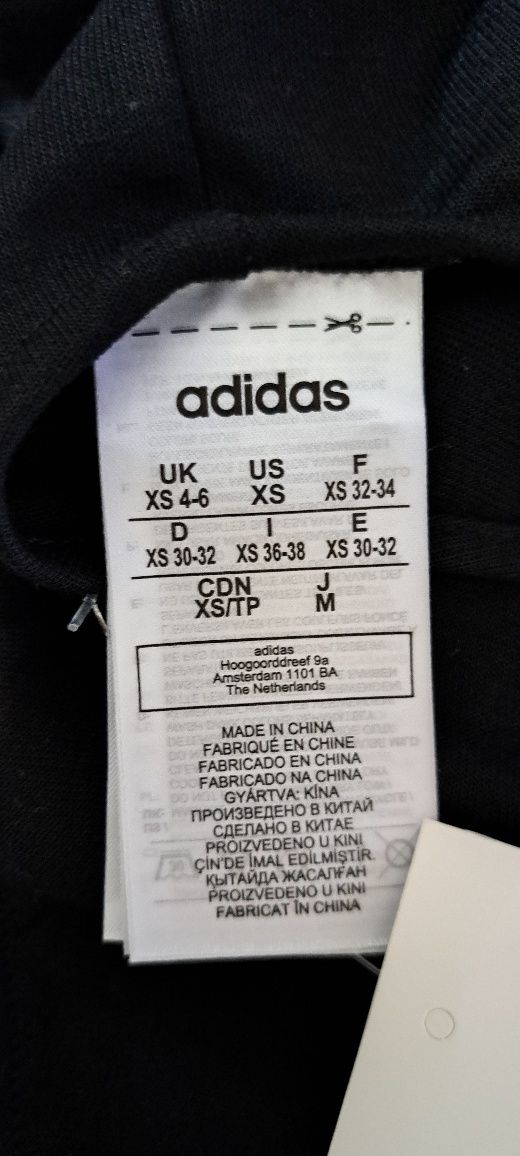 adidas
UK US F
XS 4-6 XS XS 32-34
D I E
XS 30-32 XS 36-38 XS 30-32
CDN J
XS/TP M
adidas
Hoogoorddreef 9a
Amsterdam 1101 BA
The Netherlands
MADE IN CHINA
FABRIQUÉ EN CHINE
FABRICADO EN CHINA
FABRICADO NA CHINA
GYÁRTVA: KÍNA
ПРОИЗВЕДЕНО В КИТАЙ
СДЕЛАНО В КИТАЕ
PROIZVEDENO U KINI
ÇİN'DE İMAL EDİLMİŞTİR.
ҚЫТАЙДА ЖАСАЛҒАН
PROIZVEDENO U KINI
FABRICAT ÎN CHINA